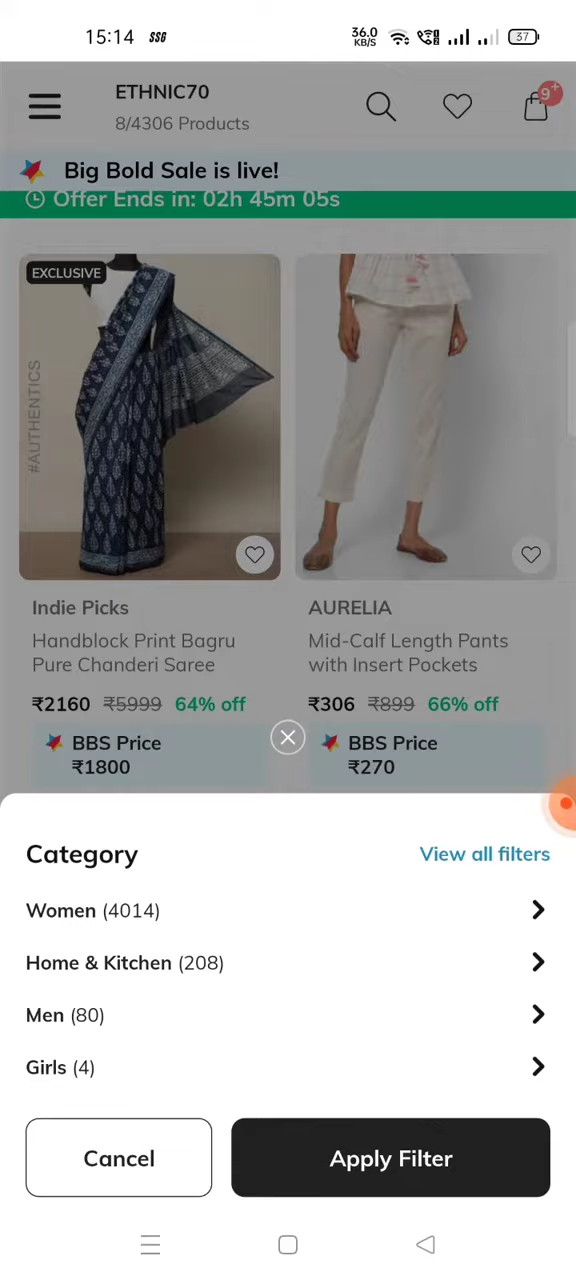 15:14 SSG 36.0 KB/S 37
ETHNIC70
8/4306 Products
9+
Big Bold Sale is live!
Offer Ends in: 02h 45m 05s
EXCLUSIVE
#AUTHENTICS
Indie Picks
Handblock Print Bagru
Pure Chanderi Saree
₹2160 ₹5999 64% off
BBS Price
₹1800
AURELIA
Mid-Calf Length Pants
with Insert Pockets
₹306 ₹899 66% off
BBS Price
₹270
Category View all filters
Women (4014)
Home & Kitchen (208)
Men (80)
Girls (4)
Cancel Apply Filter